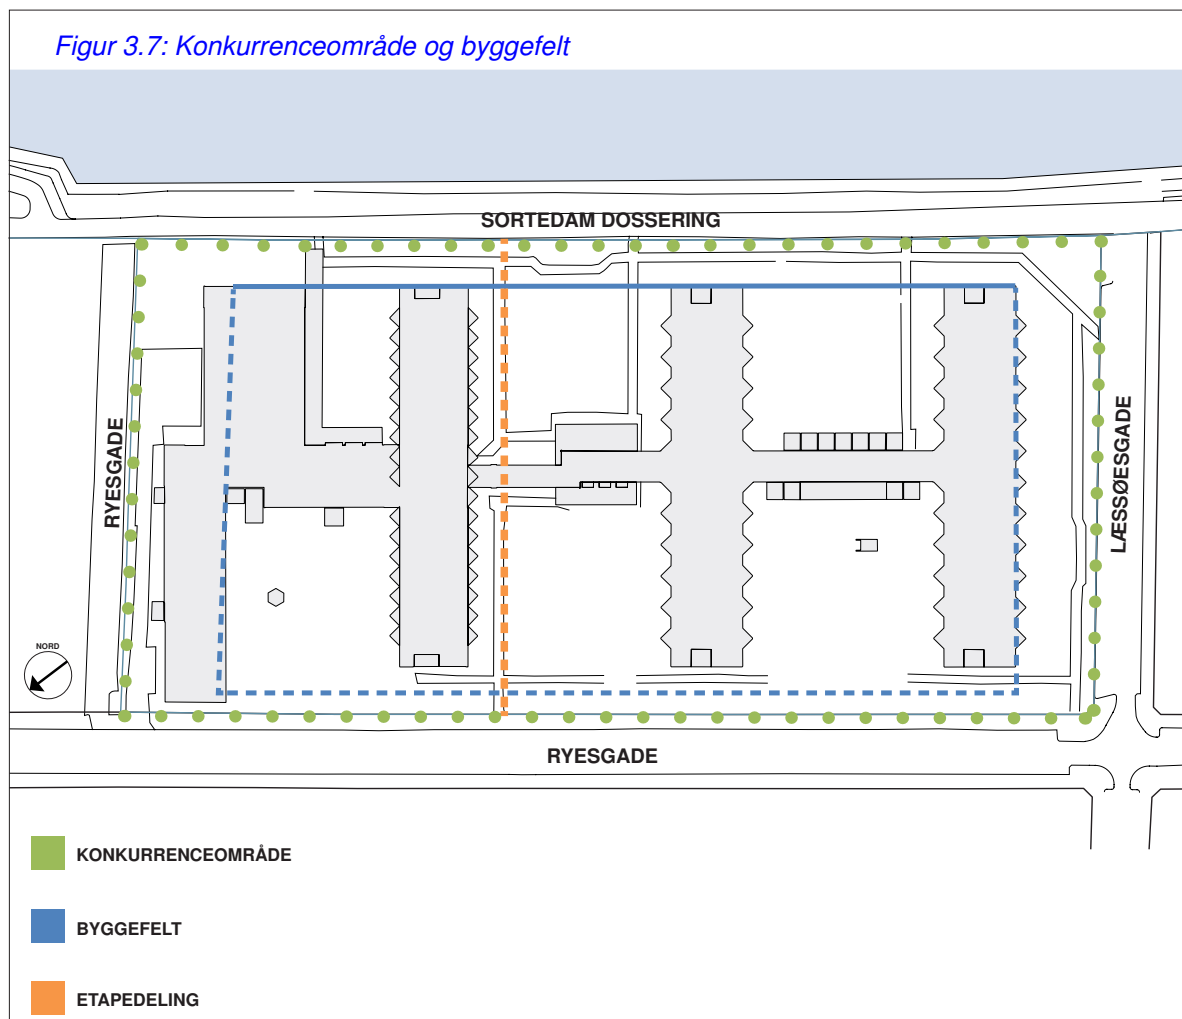 Figur 3.7: Konkurrenceområde og byggefelt
SORTEDAM DOSSERING
RYESGADE
LÆSSØESGADE
NORD
RYESGADE
KONKURRENCEOMRÅDE
BYGGEFELT
ETAPEDELING